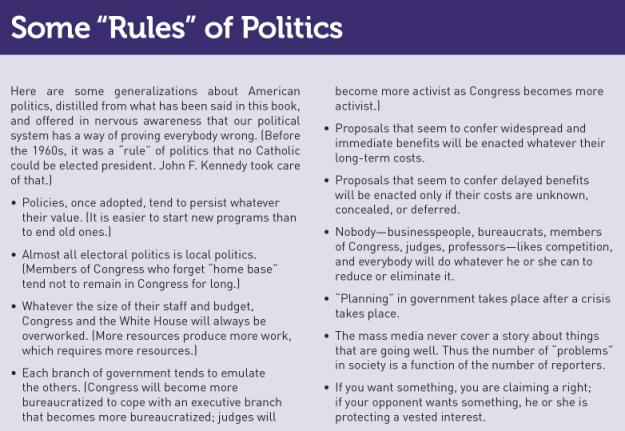 Some “Rules” of Politics
Here are some generalizations about American
politics, distilled from what has been said in this book,
and offered in nervous awareness that our political
system has a way of proving everybody wrong. (Before
the 1960s, it was a “rule” of politics that no Catholic
could be elected president. John F. Kennedy took care
of that.)
• Policies, once adopted, tend to persist whatever
their value. (It is easier to start new programs than
to end old ones.)
• Almost all electoral politics is local politics.
(Members of Congress who forget “home base”
tend not to remain in Congress for long.)
• Whatever the size of their staff and budget,
Congress and the White House will always be
overworked. (More resources produce more work,
which requires more resources.)
• Each branch of government tends to emulate
the others. (Congress will become more
bureaucratized to cope with an executive branch
that becomes more bureaucratized; judges will
become more activist as Congress becomes more
activist.)
• Proposals that seem to confer widespread and
immediate benefits will be enacted whatever their
long-term costs.
• Proposals that seem to confer delayed benefits
will be enacted only if their costs are unknown,
concealed, or deferred.
• Nobody—businesspeople, bureaucrats, members
of Congress, judges, professors—likes competition,
and everybody will do whatever he or she can to
reduce or eliminate it.
• “Planning” in government takes place after a crisis
takes place.
• The mass media never cover a story about things
that are going well. Thus the number of “problems”
in society is a function of the number of reporters.
• If you want something, you are claiming a right;
if your opponent wants something, he or she is
protecting a vested interest.